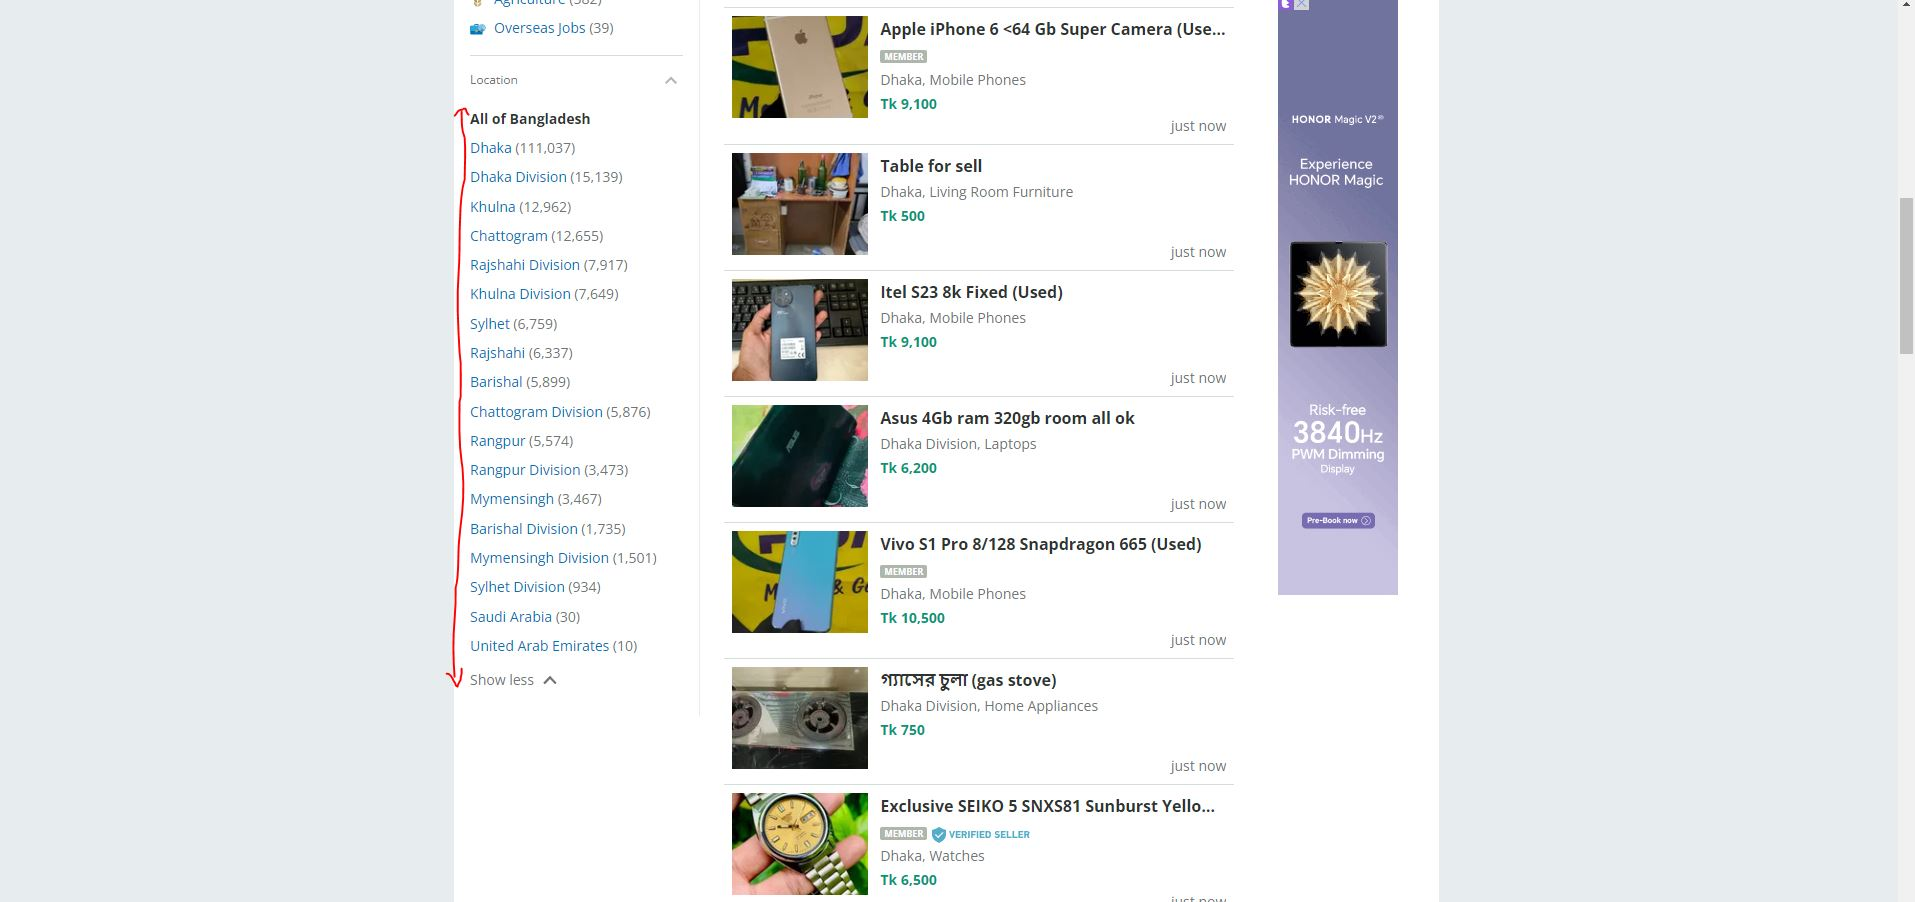 Overseas Jobs (39)
Location
All of Bangladesh
Dhaka (111,037)
Dhaka Division (15,139)
Khulna (12,962)
Chattogram (12,655)
Rajshahi Division (7,917)
Khulna Division (7,649)
Sylhet (6,759)
Rajshahi (6,337)
Barishal (5,899)
Chattogram Division (5,876)
Rangpur (5,574)
Rangpur Division (3,473)
Mymensingh (3,467)
Barishal Division (1,735)
Mymensingh Division (1,501)
Sylhet Division (934)
Saudi Arabia (30)
United Arab Emirates (10)
Show less
Apple iPhone 6 <64 Gb Super Camera (Use...
MEMBER
Dhaka, Mobile Phones
Tk 9,100
just now
Table for sell
Dhaka, Living Room Furniture
Tk 500
just now
Itel S23 8k Fixed (Used)
Dhaka, Mobile Phones
Tk 9,100
just now
Asus 4Gb ram 320gb room all ok
Dhaka Division, Laptops
Tk 6,200
just now
Vivo S1 Pro 8/128 Snapdragon 665 (Used)
MEMBER
Dhaka, Mobile Phones
Tk 10,500
just now
গ্যাসের চুলা (gas stove)
Dhaka Division, Home Appliances
Tk 750
just now
Exclusive SEIKO 5 SNXS81 Sunburst Yello...
MEMBER VERIFIED SELLER
Dhaka, Watches
Tk 6,500
just now
HONOR Magic V2
Experience
HONOR Magic
Risk-free
3840Hz
PWM Dimming
Display
Pre-Book now